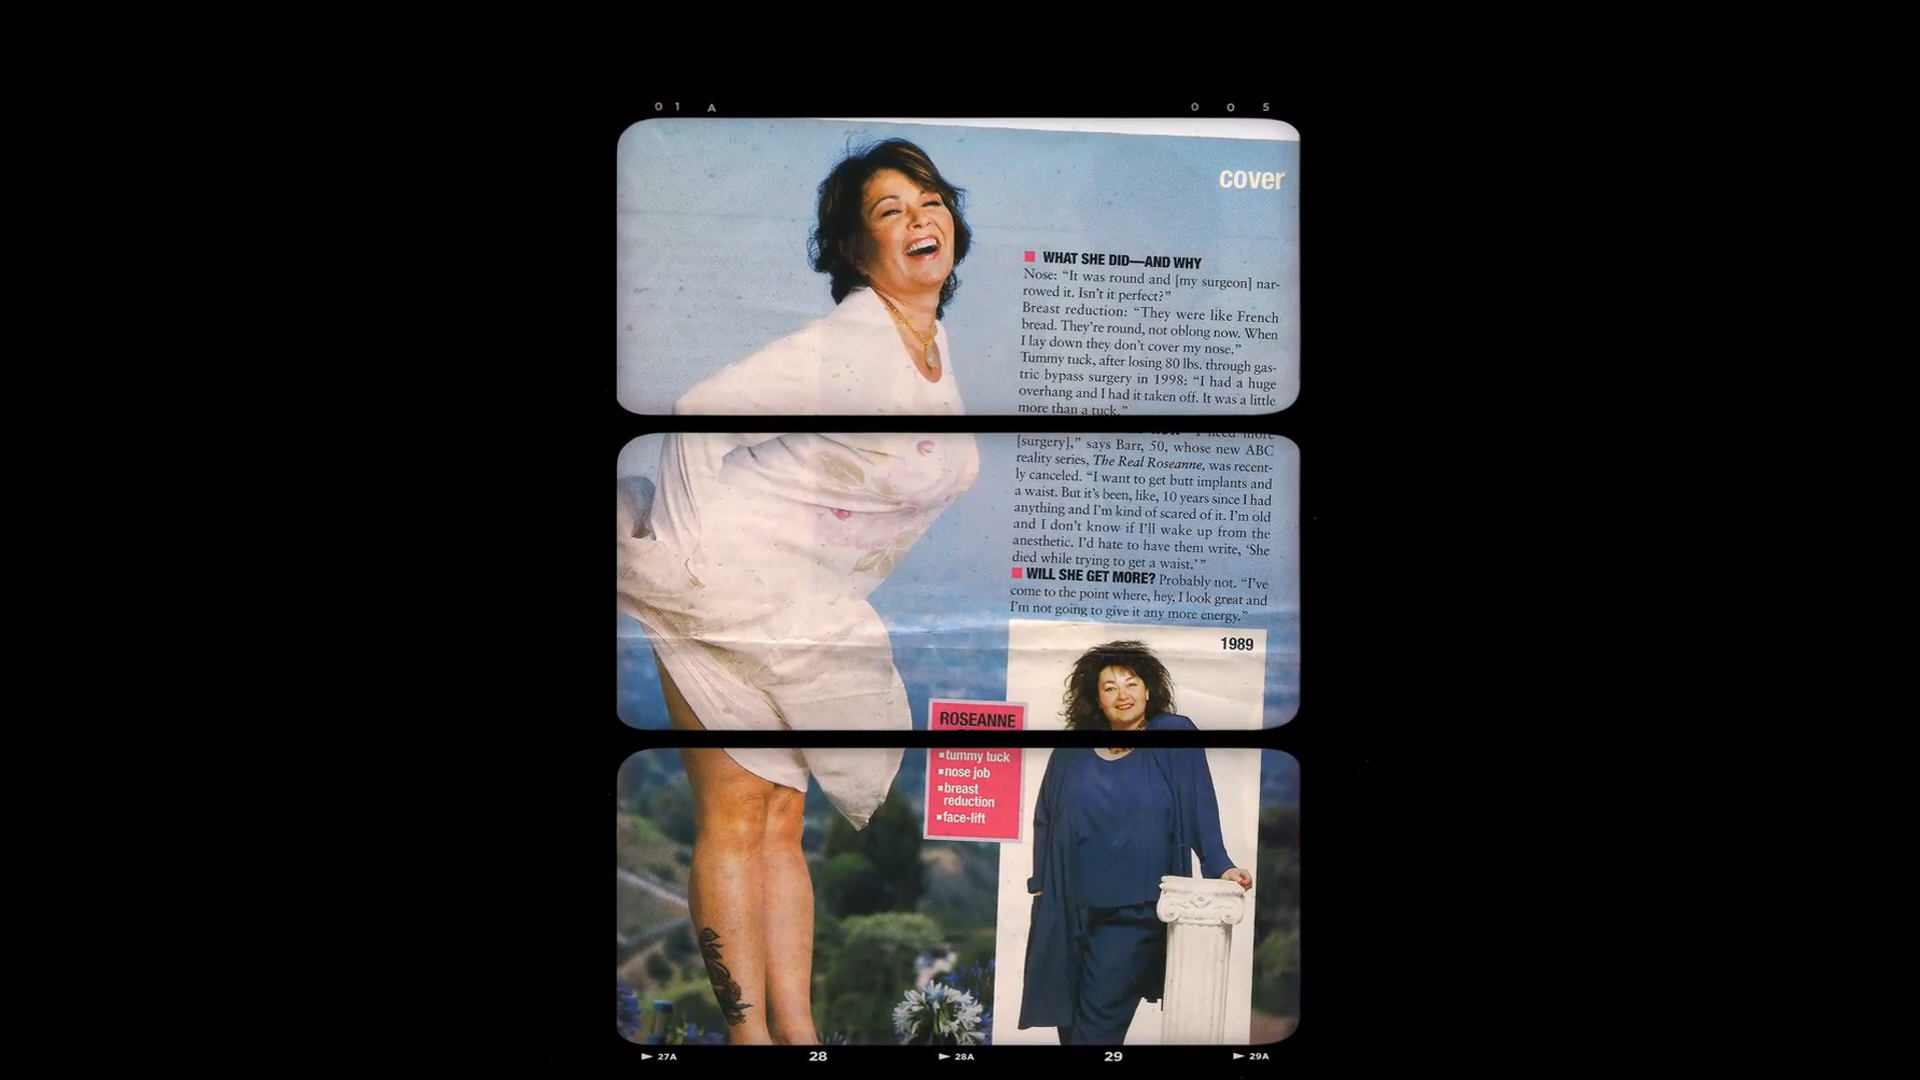 01 A
0 0 5
cover
WHAT SHE DID—AND WHY
Nose: “It was round and [my surgeon] nar-
rowed it. Isn’t it perfect?”
Breast reduction: “They were like French
bread. They’re round, not oblong now. When
I lay down they don’t cover my nose.”
Tummy tuck, after losing 80 lbs. through gas-
tric bypass surgery in 1998: “I had a huge
overhang and I had it taken off. It was a little
more than a tuck.”
“I need more
[surgery],” says Barr, 50, whose new ABC
reality series, The Real Roseanne, was recent-
ly canceled. “I want to get butt implants and
a waist. But it’s been, like, 10 years since I had
anything and I’m kind of scared of it. I’m old
and I don’t know if I’ll wake up from the
anesthetic. I’d hate to have them write, ‘She
died while trying to get a waist.’”
WILL SHE GET MORE? Probably not. “I’ve
come to the point where, hey, I look great and
I’m not going to give it any more energy.”
1989
ROSEANNE
tummy tuck
nose job
breast
reduction
face-lift
27A
28
28A
29
29A